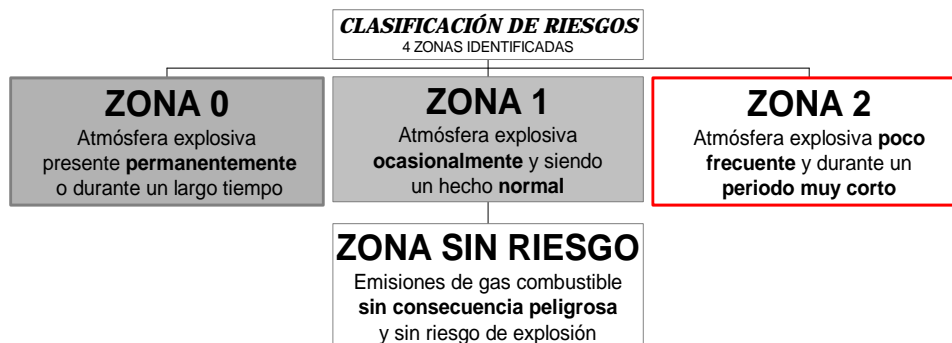 CLASIFICACIÓN DE RIESGOS
4 ZONAS IDENTIFICADAS
ZONA 0
Atmósfera explosiva
presente permanentemente
o durante un largo tiempo
ZONA 1
Atmósfera explosiva
ocasionalmente y siendo
un hecho normal
ZONA 2
Atmósfera explosiva poco
frecuente y durante un
periodo muy corto
ZONA SIN RIESGO
Emisiones de gas combustible
sin consecuencia peligrosa
y sin riesgo de explosión